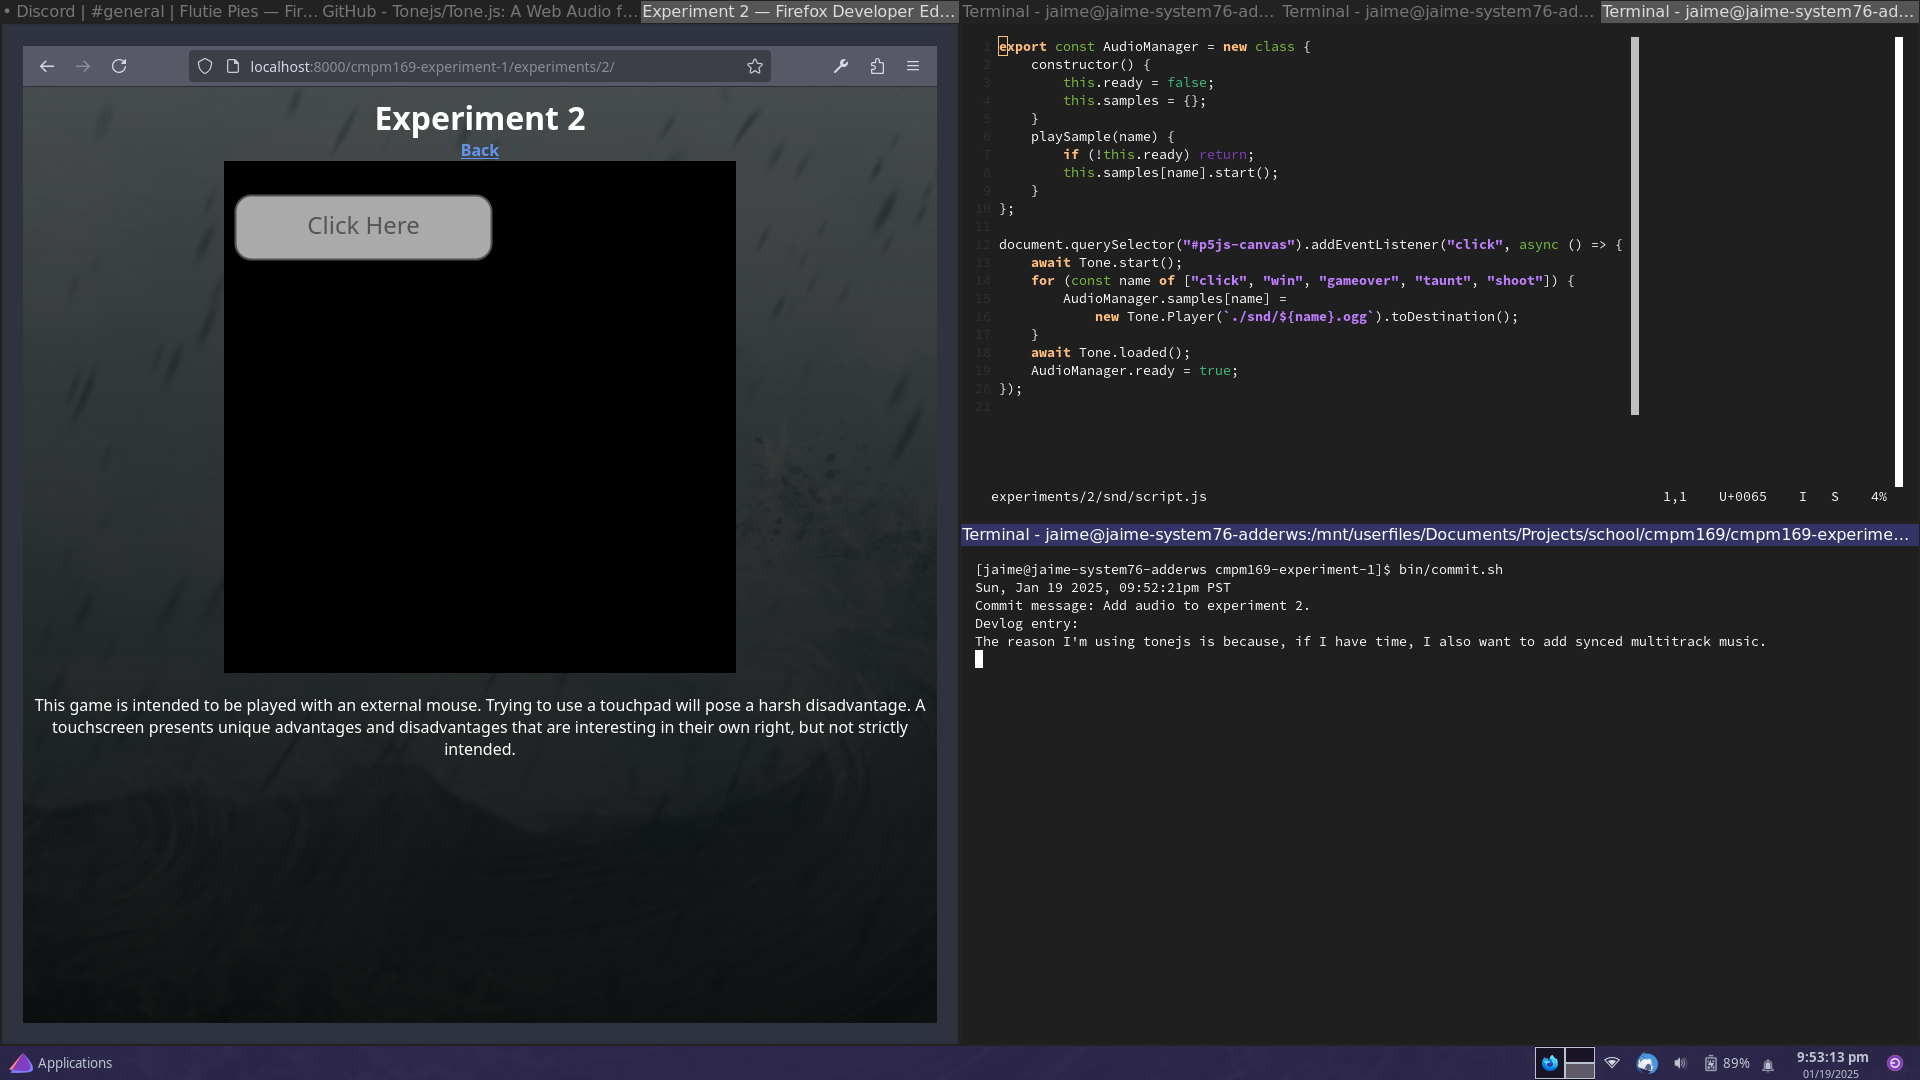 • Discord | #general | Flutie Pies — Fir…
GitHub - Tonejs/Tone.js: A Web Audio f…
Experiment 2 — Firefox Developer Ed…
Terminal - jaime@jaime-system76-ad…
Terminal - jaime@jaime-system76-ad…
Terminal - jaime@jaime-system76-ad…
localhost:8000/cmpm169-experiment-1/experiments/2/
Experiment 2
Back
Click Here
This game is intended to be played with an external mouse. Trying to use a touchpad will pose a harsh disadvantage. A
touchscreen presents unique advantages and disadvantages that are interesting in their own right, but not strictly
intended.
1 export const AudioManager = new class {
2     constructor() {
3         this.ready = false;
4         this.samples = {};
5     }
6     playSample(name) {
7         if (!this.ready) return;
8         this.samples[name].start();
9     }
10 };
11
12 document.querySelector("#p5js-canvas").addEventListener("click", async () => {
13     await Tone.start();
14     for (const name of ["click", "win", "gameover", "taunt", "shoot"]) {
15         AudioManager.samples[name] =
16             new Tone.Player(`./snd/${name}.ogg`).toDestination();
17     }
18     await Tone.loaded();
19     AudioManager.ready = true;
20 });
21
experiments/2/snd/script.js 1,1 U+0065 I S 4%
Terminal - jaime@jaime-system76-adderws:/mnt/userfiles/Documents/Projects/school/cmpm169/cmpm169-experime…
[jaime@jaime-system76-adderws cmpm169-experiment-1]$ bin/commit.sh
Sun, Jan 19 2025, 09:52:21pm PST
Commit message: Add audio to experiment 2.
Devlog entry:
The reason I'm using tonejs is because, if I have time, I also want to add synced multitrack music.
Applications
89%
9:53:13 pm
01/19/2025